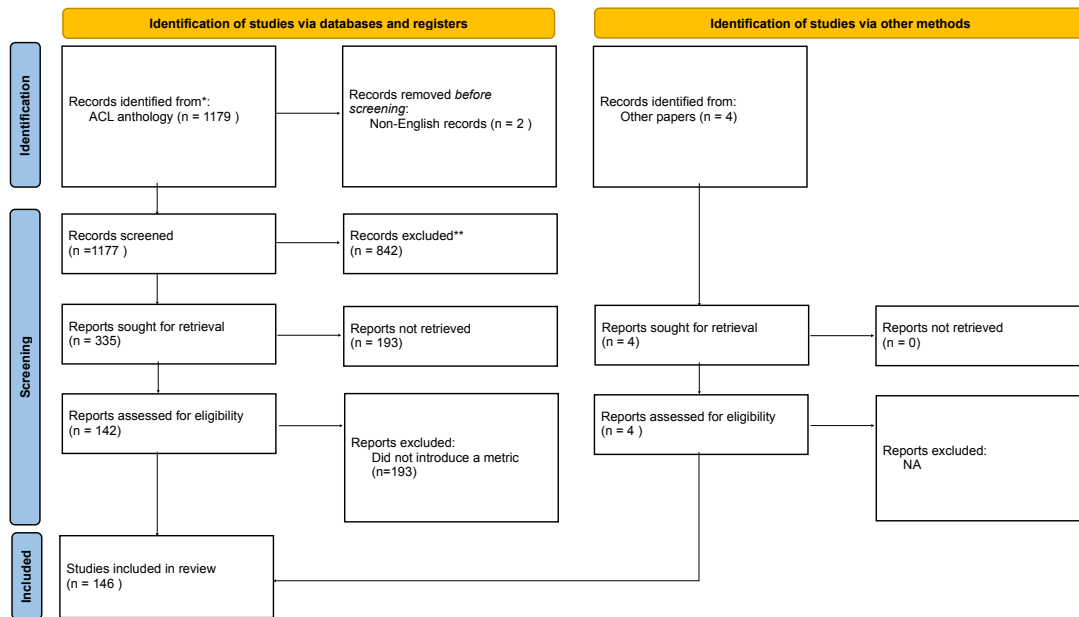 Identification of studies via databases and registers
Identification of studies via other methods
Identification
Records identified from*:
ACL anthology (n = 1179 )
Records removed before
screening:
Non-English records (n = 2 )
Records identified from:
Other papers (n = 4)
Screening
Records screened
(n =1177 )
Records excluded**
(n = 842)
Reports sought for retrieval
(n = 335)
Reports not retrieved
(n = 193)
Reports sought for retrieval
(n = 4)
Reports not retrieved
(n = 0)
Reports assessed for eligibility
(n = 142)
Reports excluded:
Did not introduce a metric
(n=193)
Reports assessed for eligibility
(n = 4 )
Reports excluded:
NA
Included
Studies included in review
(n = 146 )